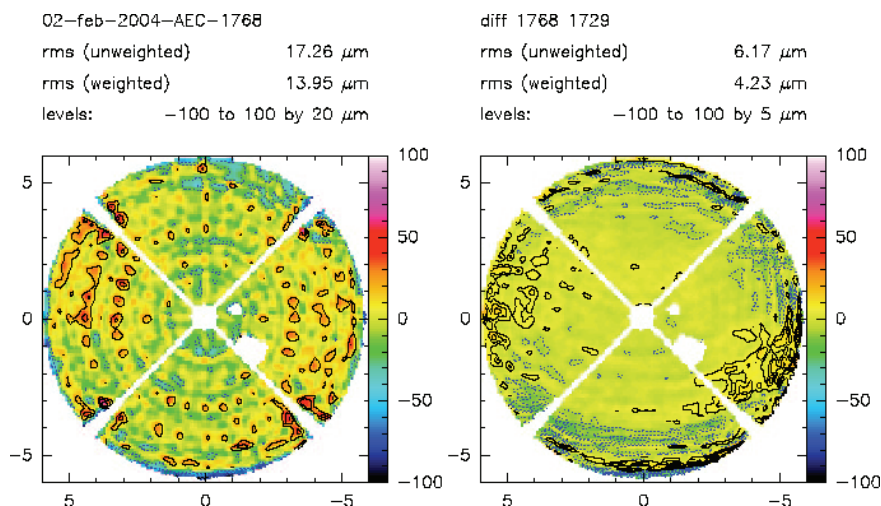 02-feb-2004-AEC-1768
rms (unweighted) 17.26 μm
rms (weighted) 13.95 μm
levels: -100 to 100 by 20 μm
5
0
-5
5 0 -5
100
50
0
-50
-100
diff 1768 1729
rms (unweighted) 6.17 μm
rms (weighted) 4.23 μm
levels: -100 to 100 by 5 μm
5
0
-5
5 0 -5
100
50
0
-50
-100